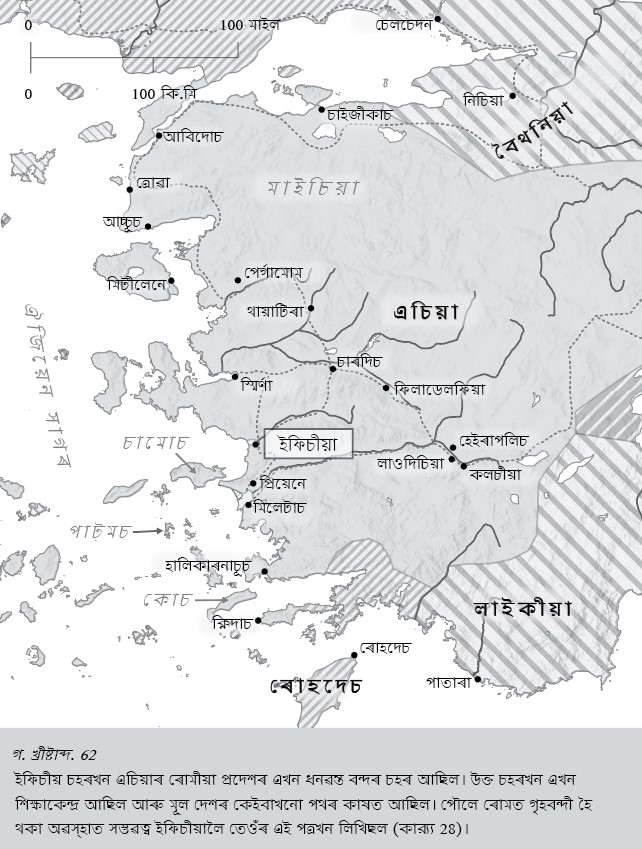 0 100 মাইল
0 100 কি.মি
চেলচেদন
নিচিয়া
বৈথনিয়া
চাইজীকাচ
আবিদোচ
ত্ৰোৱা
মাইচিয়া
আচ্চুচ
মিটীলেনে
পেৰ্গামোম
থায়াটিৰা
এচিয়া
এজিয়েন সাগৰ
চাৰদিচ
স্মিৰ্ণা
ফিলাডেলফিয়া
চামোচ
ইফিচীয়া
হেইৰাপলিচ
লাওদিচিয়া
কলচীয়া
প্ৰিয়েনে
মিলেটাচ
পাটমচ
হালিকাৰনাচুচ
কোচ
লাইকীয়া
ক্নিদাচ
ৰোহদেচ
ৰোহদেচ
পাতাৰা
গ. খ্ৰীষ্টাব্দ. 62
ইফিচীয় চহৰখন এচিয়াৰ ৰোমীয়া প্ৰদেশৰ এখন ধনৱন্ত বন্দৰ চহৰ আছিল। উক্ত চহৰখন এখন
শিক্ষাকেন্দ্ৰ আছিল আৰু মূল দেশৰ কেইবাখনো পথৰ কাষত আছিল। পৌলে ৰোমত গৃহবন্দী হৈ
থকা অৱস্হাত সম্ভৱত্ব ইফিচীয়ালৈ তেওঁৰ এই পত্ৰখন লিখিছল (কাৰ্য্য 28)।